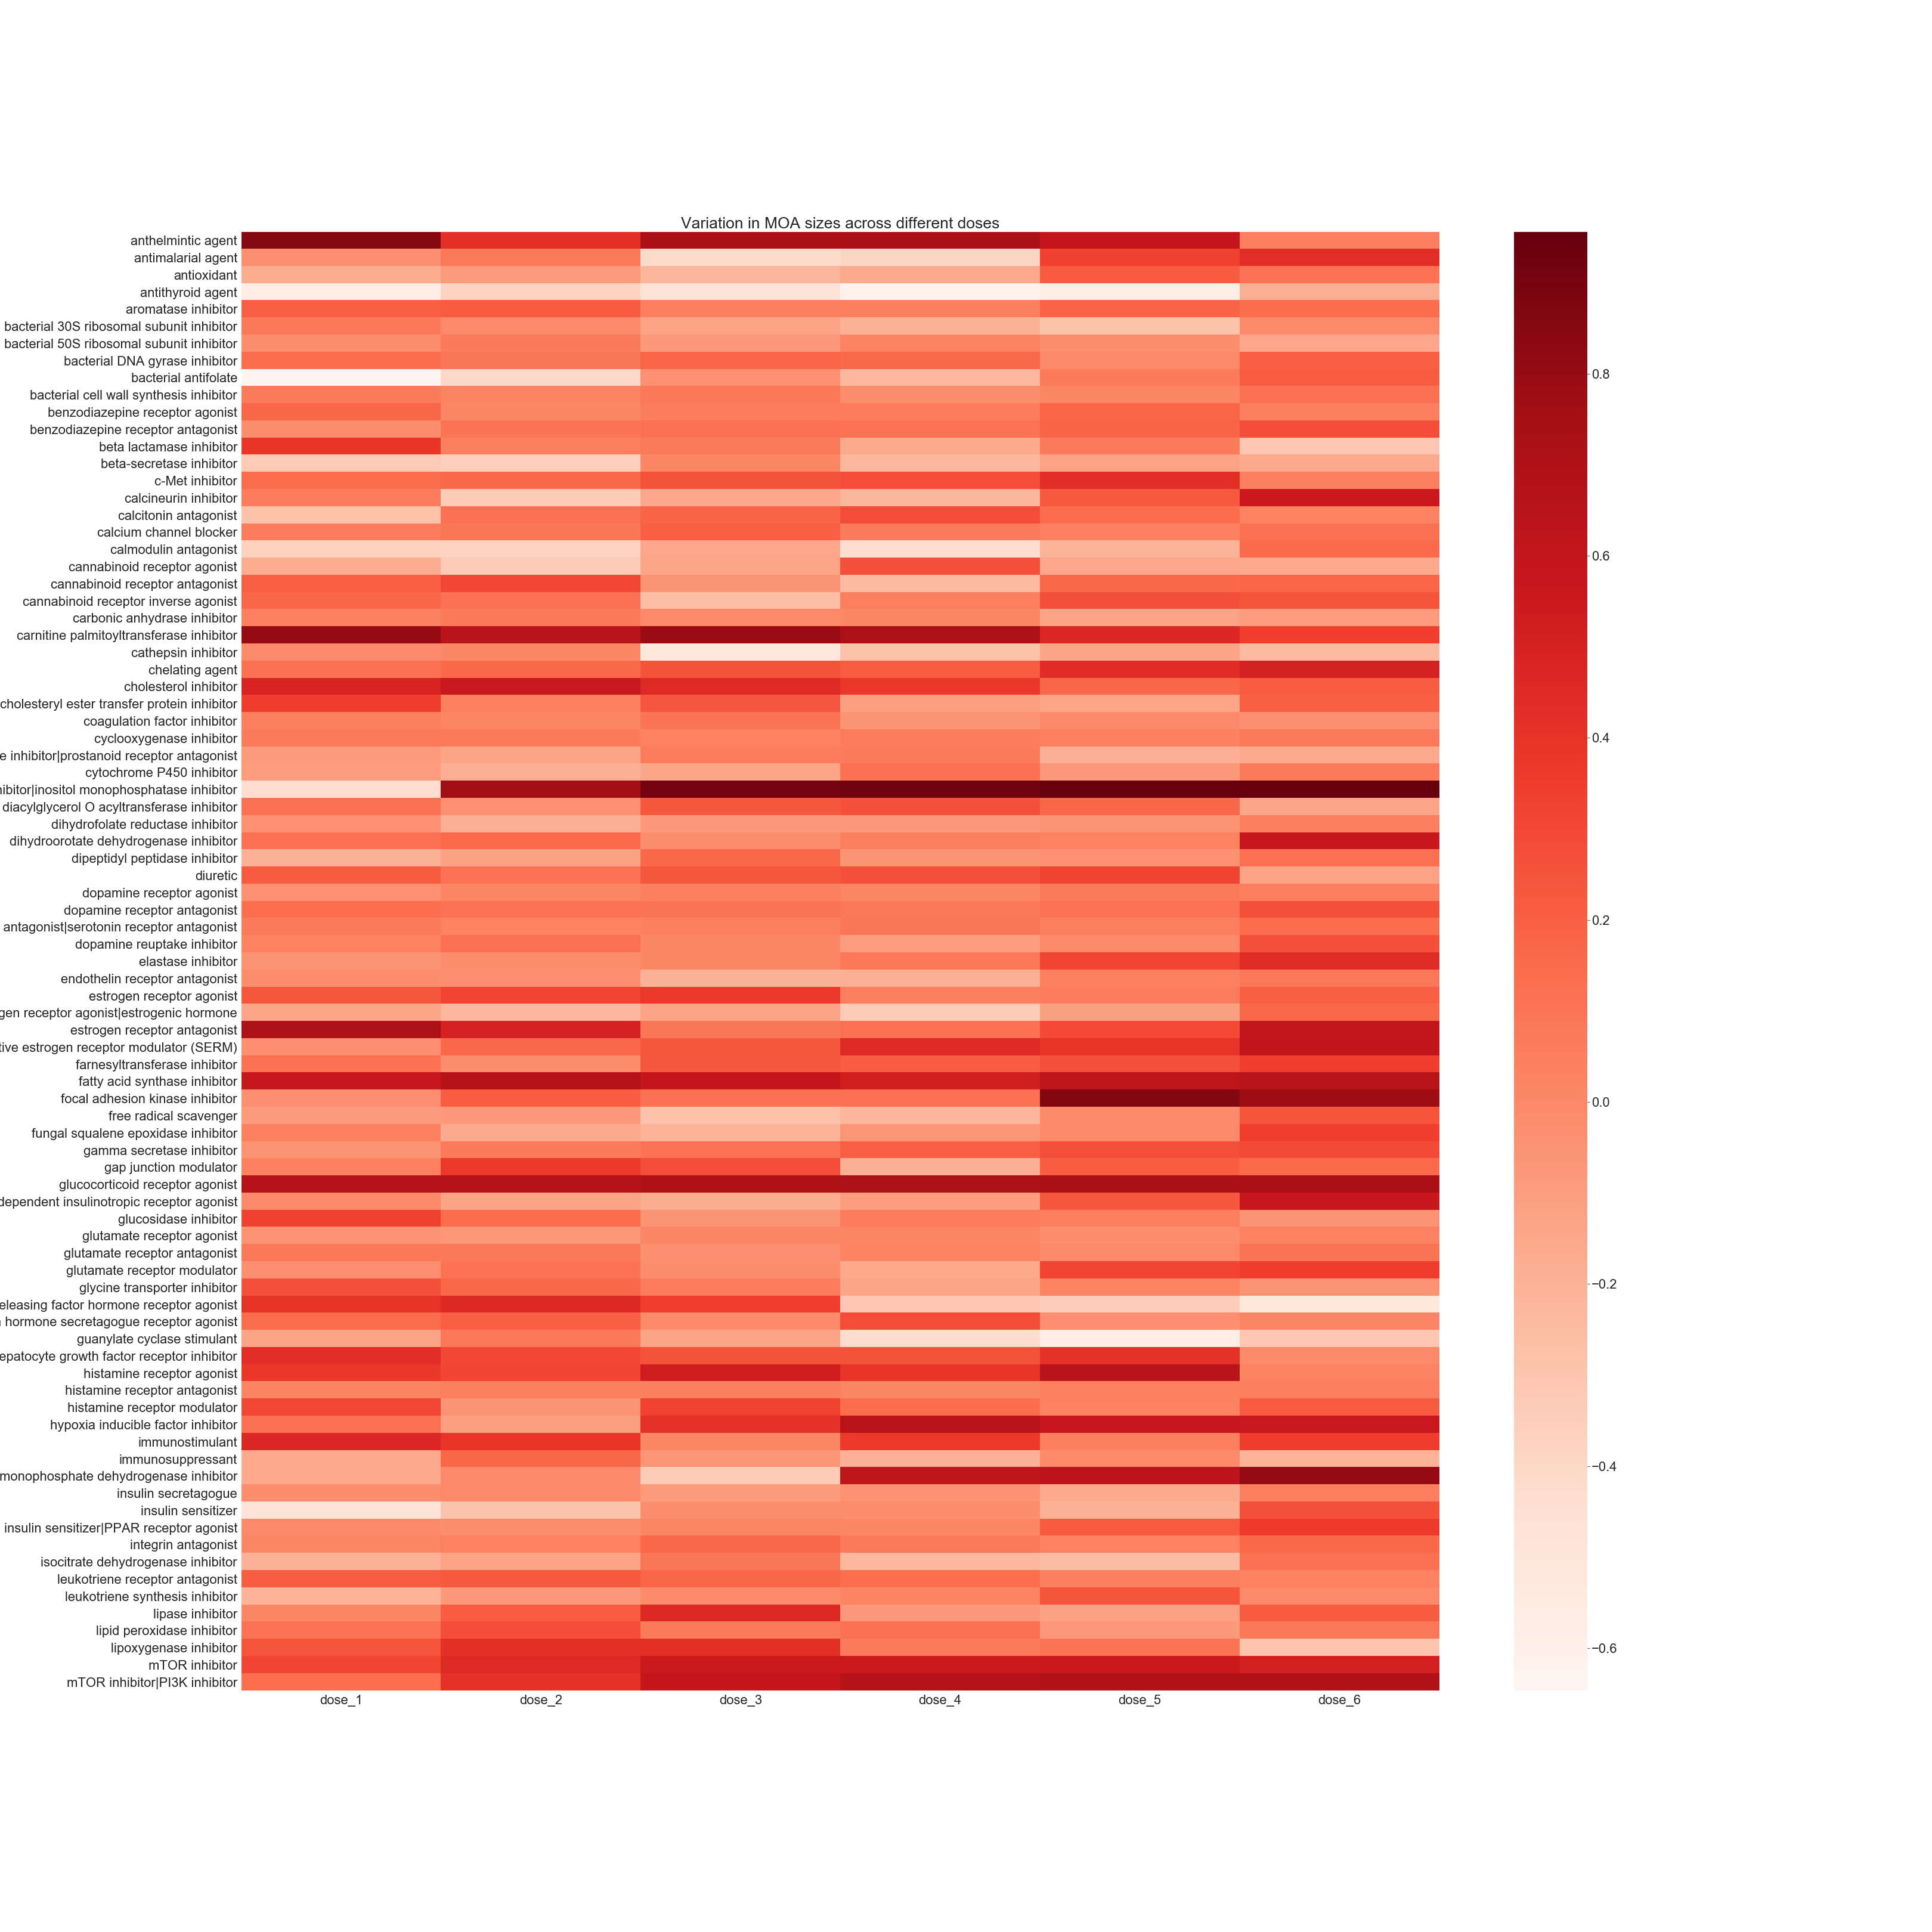 Variation in MOA sizes across different doses
anthelmintic agent
antimalarial agent
antioxidant
antithyroid agent
aromatase inhibitor
bacterial 30S ribosomal subunit inhibitor
bacterial 50S ribosomal subunit inhibitor
bacterial DNA gyrase inhibitor
bacterial antifolate
bacterial cell wall synthesis inhibitor
benzodiazepine receptor agonist
benzodiazepine receptor antagonist
beta lactamase inhibitor
beta-secretase inhibitor
c-Met inhibitor
calcineurin inhibitor
calcitonin antagonist
calcium channel blocker
calmodulin antagonist
cannabinoid receptor agonist
cannabinoid receptor antagonist
cannabinoid receptor inverse agonist
carbonic anhydrase inhibitor
carnitine palmitoyltransferase inhibitor
cathepsin inhibitor
chelating agent
cholesterol inhibitor
cholesteryl ester transfer protein inhibitor
coagulation factor inhibitor
cyclooxygenase inhibitor
e inhibitor|prostanoid receptor antagonist
cytochrome P450 inhibitor
hibitor|inositol monophosphatase inhibitor
diacylglycerol O acyltransferase inhibitor
dihydrofolate reductase inhibitor
dihydroorotate dehydrogenase inhibitor
dipeptidyl peptidase inhibitor
diuretic
dopamine receptor agonist
dopamine receptor antagonist
antagonist|serotonin receptor antagonist
dopamine reuptake inhibitor
elastase inhibitor
endothelin receptor antagonist
estrogen receptor agonist
gen receptor agonist|estrogenic hormone
estrogen receptor antagonist
tive estrogen receptor modulator (SERM)
farnesyltransferase inhibitor
fatty acid synthase inhibitor
focal adhesion kinase inhibitor
free radical scavenger
fungal squalene epoxidase inhibitor
gamma secretase inhibitor
gap junction modulator
glucocorticoid receptor agonist
dependent insulinotropic receptor agonist
glucosidase inhibitor
glutamate receptor agonist
glutamate receptor antagonist
glutamate receptor modulator
glycine transporter inhibitor
eleasing factor hormone receptor agonist
hormone secretagogue receptor agonist
guanylate cyclase stimulant
epatocyte growth factor receptor inhibitor
histamine receptor agonist
histamine receptor antagonist
histamine receptor modulator
hypoxia inducible factor inhibitor
immunostimulant
immunosuppressant
monophosphate dehydrogenase inhibitor
insulin secretagogue
insulin sensitizer
insulin sensitizer|PPAR receptor agonist
integrin antagonist
isocitrate dehydrogenase inhibitor
leukotriene receptor antagonist
leukotriene synthesis inhibitor
lipase inhibitor
lipid peroxidase inhibitor
lipoxygenase inhibitor
mTOR inhibitor
mTOR inhibitor|PI3K inhibitor
dose_1 dose_2 dose_3 dose_4 dose_5 dose_6
0.8
0.6
0.4
0.2
0.0
−0.2
−0.4
−0.6